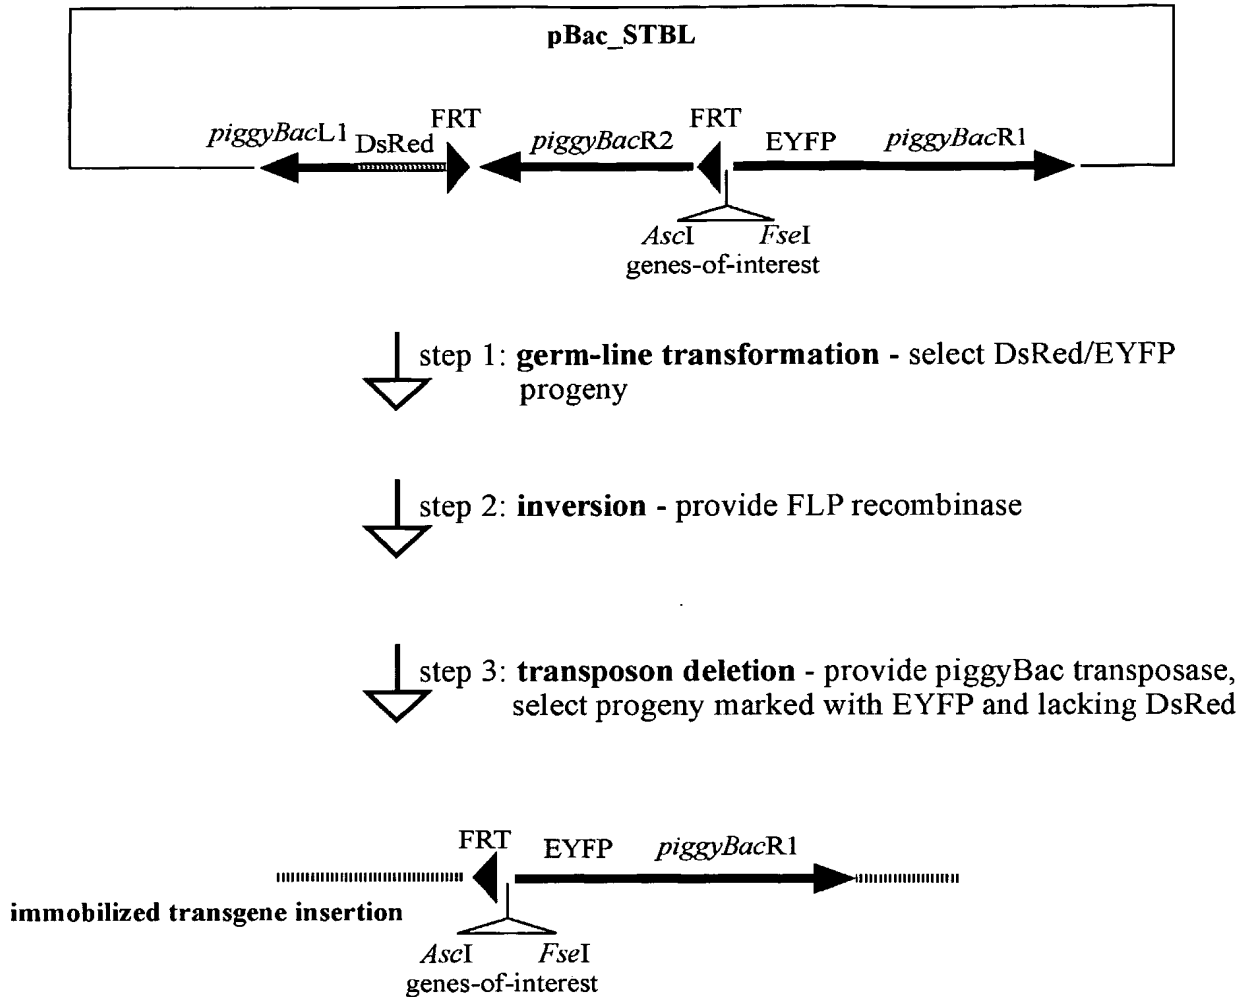 pBac_STBL
piggyBacL1 DsRed FRT piggyBacR2 FRT EYFP piggyBacR1
AscI FseI
genes-of-interest
step 1: germ-line transformation - select DsRed/EYFP
progeny
step 2: inversion - provide FLP recombinase
step 3: transposon deletion - provide piggyBac transposase,
select progeny marked with EYFP and lacking DsRed
FRT EYFP piggyBacR1
immobilized transgene insertion
AscI FseI
genes-of-interest